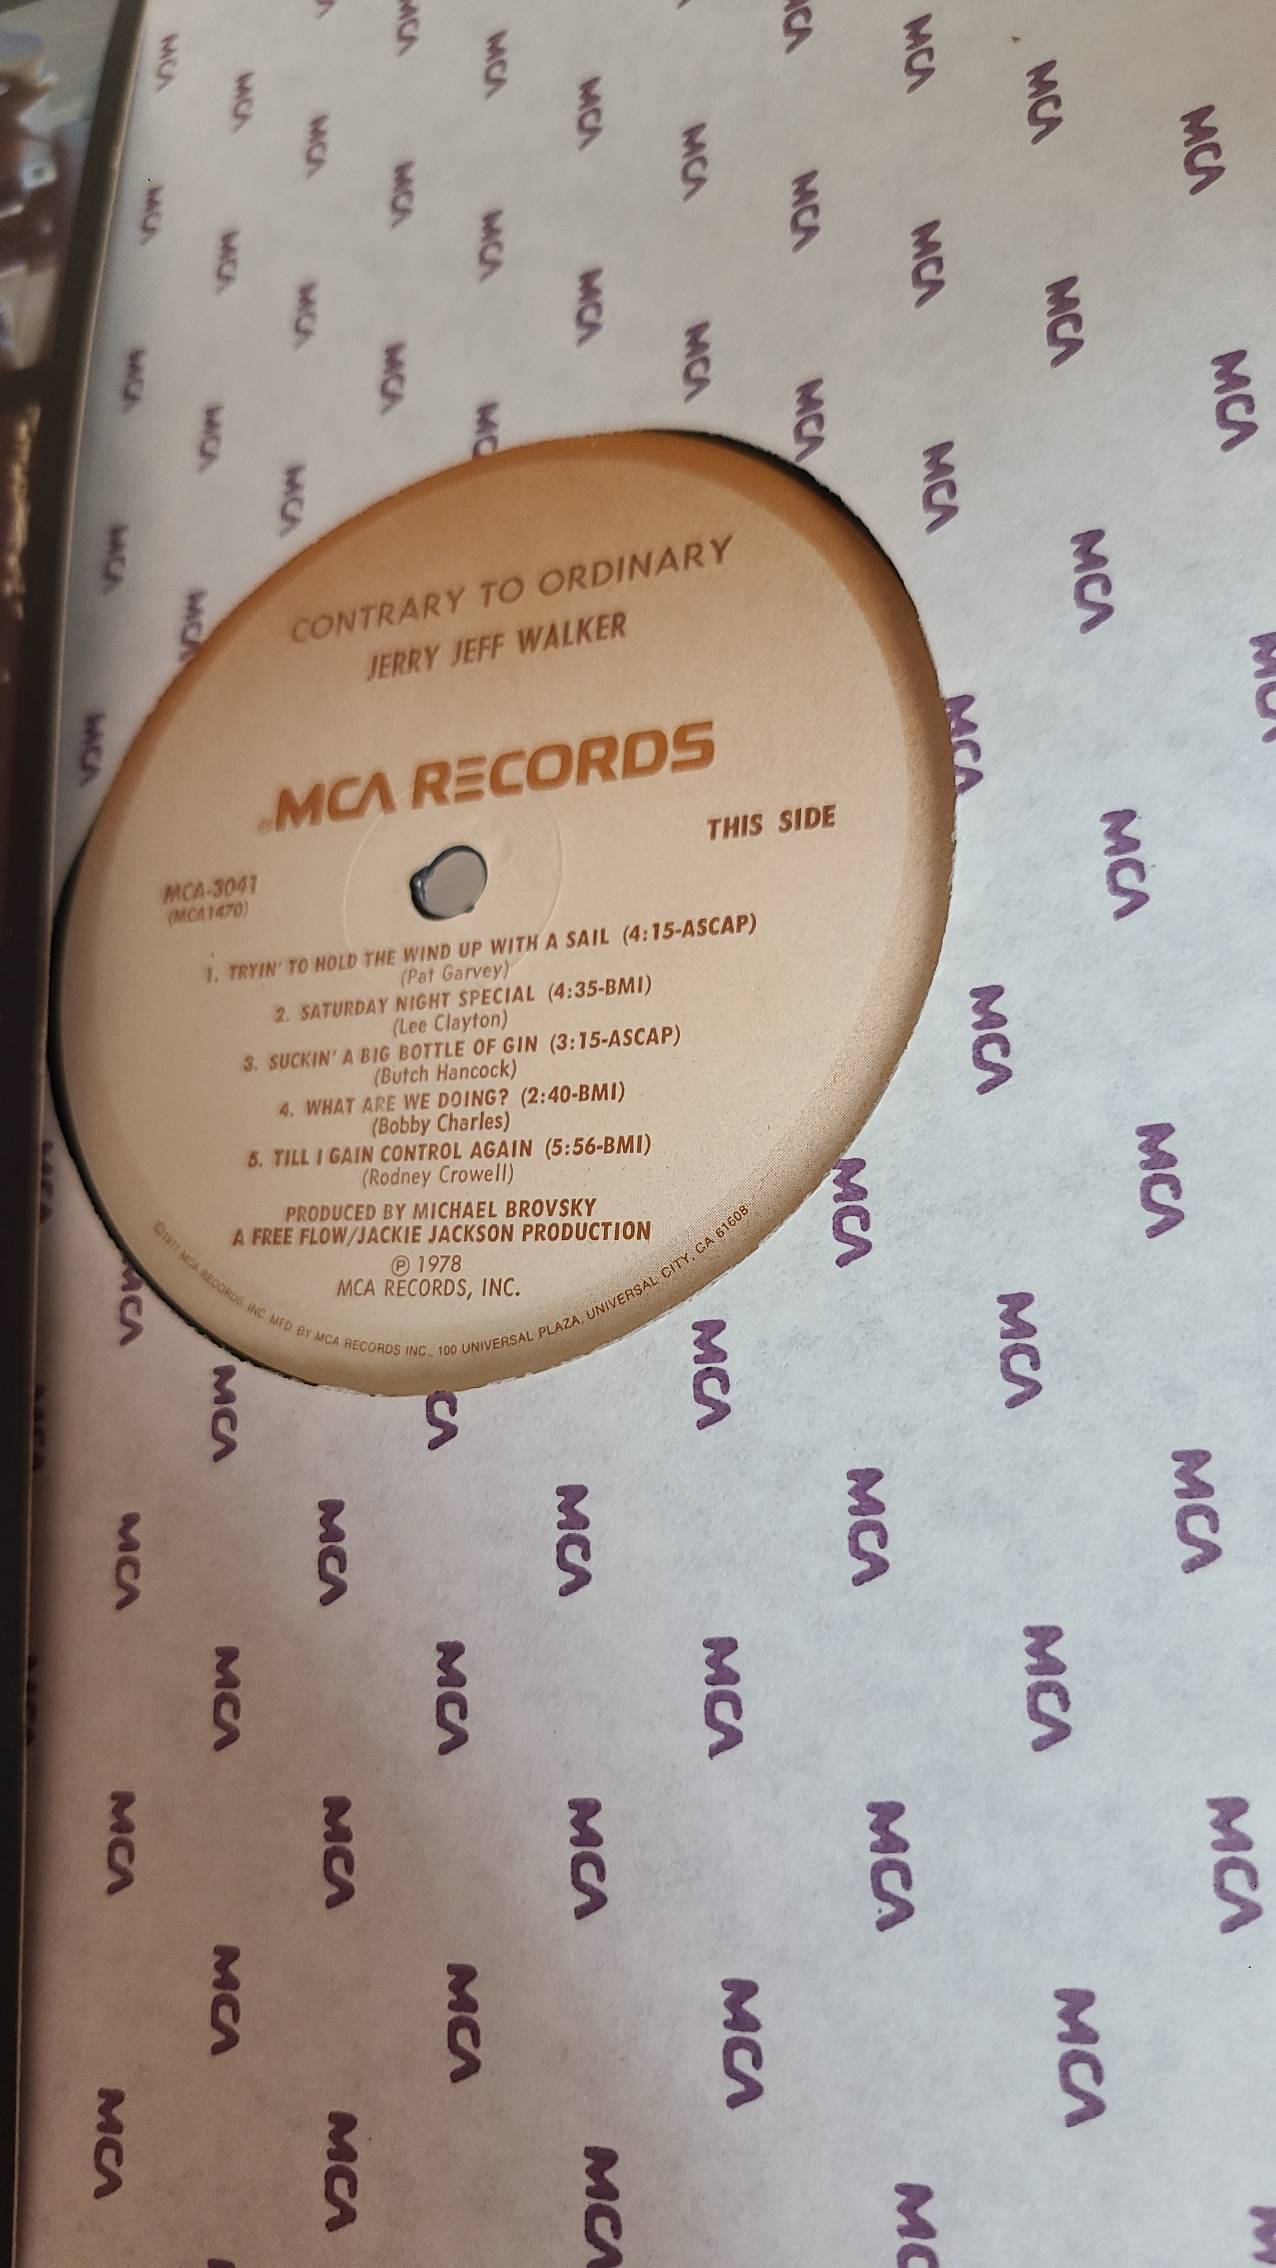 CONTRARY TO ORDINARY
JERRY JEFF WALKER
MCA RECORDS
THIS SIDE
MCA-3041
(MCA1470)
1. TRYIN' TO HOLD THE WIND UP WITH A SAIL (4:15-ASCAP)
(Pat Garvey)
2. SATURDAY NIGHT SPECIAL (4:35-BMI)
(Lee Clayton)
3. SUCKIN' A BIG BOTTLE OF GIN (3:15-ASCAP)
(Butch Hancock)
4. WHAT ARE WE DOING? (2:40-BMI)
(Bobby Charles)
5. TILL I GAIN CONTROL AGAIN (5:56-BMI)
(Rodney Crowell)
PRODUCED BY MICHAEL BROVSKY
A FREE FLOW/JACKIE JACKSON PRODUCTION
℗ 1978
MCA RECORDS, INC.
©1977 MCA RECORDS, INC. MFD. BY MCA RECORDS INC., 100 UNIVERSAL PLAZA, UNIVERSAL CITY, CA 61608
MCA